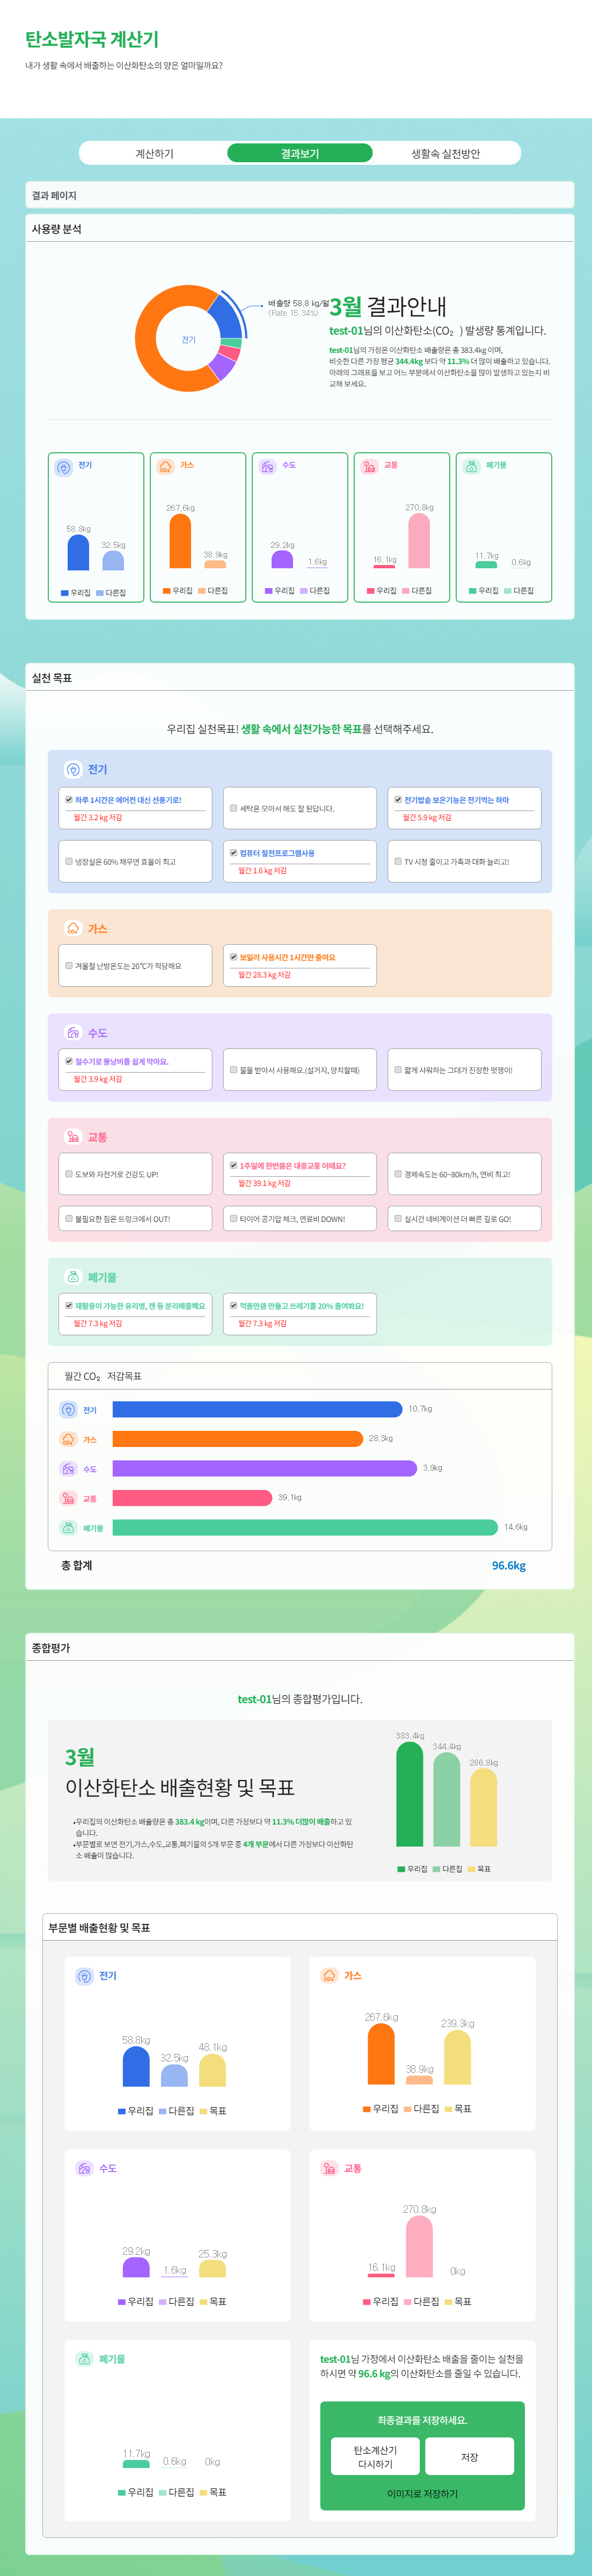 탄소발자국 계산기
내가 생활 속에서 배출하는 이산화탄소의 양은 얼마일까요?
계산하기
결과보기
생활속 실천방안
결과 페이지
사용량 분석
전기
배출량 58.8 kg/월
(Rate 15.34%)
3월 결과안내
test-01님의 이산화탄소(CO₂ ) 발생량 통계입니다.
test-01님의 가정은 이산화탄소 배출량은 총 383.4kg 이며,
비슷한 다른 가정 평균 344.4kg 보다 약 11.3% 더 많이 배출하고 있습니다.
아래의 그래프를 보고 어느 부분에서 이산화탄소를 많이 발생하고 있는지 비
교해 보세요.
전기
58.8kg
32.5kg
우리집 다른집
가스
267.6kg
38.9kg
우리집 다른집
수도
29.2kg
1.6kg
우리집 다른집
교통
16.1kg
270.8kg
우리집 다른집
폐기물
11.7kg
0.6kg
우리집 다른집
실천 목표
우리집 실천목표! 생활 속에서 실천가능한 목표를 선택해주세요.
전기
하루 1시간은 에어컨 대신 선풍기로!
월간 3.2 kg 저감
세탁은 모아서 해도 잘 된답니다.
전기밥솥 보온기능은 전기먹는 하마
월간 5.9 kg 저감
냉장실은 60% 채우면 효율이 최고
컴퓨터 절전프로그램사용
월간 1.6 kg 저감
TV 시청 줄이고 가족과 대화 늘리고!
가스
겨울철 난방온도는 20℃가 적당해요
보일러 사용시간 1시간만 줄여요
월간 28.3 kg 저감
수도
절수기로 물낭비를 쉽게 막아요.
월간 3.9 kg 저감
물을 받아서 사용해요.(설거지, 양치할때)
짧게 샤워하는 그대가 진정한 멋쟁이!
교통
도보와 자전거로 건강도 UP!
1주일에 한번쯤은 대중교통 어때요?
월간 39.1 kg 저감
경제속도는 60~80km/h, 연비 최고!
불필요한 짐은 트렁크에서 OUT!
타이어 공기압 체크, 연료비 DOWN!
실시간 네비게이션 더 빠른 길로 GO!
폐기물
재활용이 가능한 유리병, 캔 등 분리배출해요
월간 7.3 kg 저감
먹을만큼 만들고 쓰레기를 20% 줄여봐요!
월간 7.3 kg 저감
월간 CO₂ 저감목표
전기 10.7kg
가스 28.3kg
수도 3.9kg
교통 39.1kg
폐기물 14.6kg
총 합계 96.6kg
종합평가
test-01님의 종합평가입니다.
3월
이산화탄소 배출현황 및 목표
•우리집의 이산화탄소 배출량은 총 383.4 kg이며, 다른 가정보다 약 11.3% 더많이 배출하고 있
습니다.
•부문별로 보면 전기,가스,수도,교통,폐기물의 5개 부문 중 4개 부문에서 다른 가정보다 이산화탄
소 배출이 많습니다.
383.4kg
344.4kg
286.8kg
우리집 다른집 목표
부문별 배출현황 및 목표
전기
58.8kg
32.5kg
48.1kg
우리집 다른집 목표
가스
267.6kg
38.9kg
239.3kg
우리집 다른집 목표
수도
29.2kg
1.6kg
25.3kg
우리집 다른집 목표
교통
16.1kg
270.8kg
0kg
우리집 다른집 목표
폐기물
11.7kg
0.6kg
0kg
우리집 다른집 목표
test-01님 가정에서 이산화탄소 배출을 줄이는 실천을
하시면 약 96.6 kg의 이산화탄소를 줄일 수 있습니다.
최종결과를 저장하세요.
탄소계산기
다시하기
저장
이미지로 저장하기